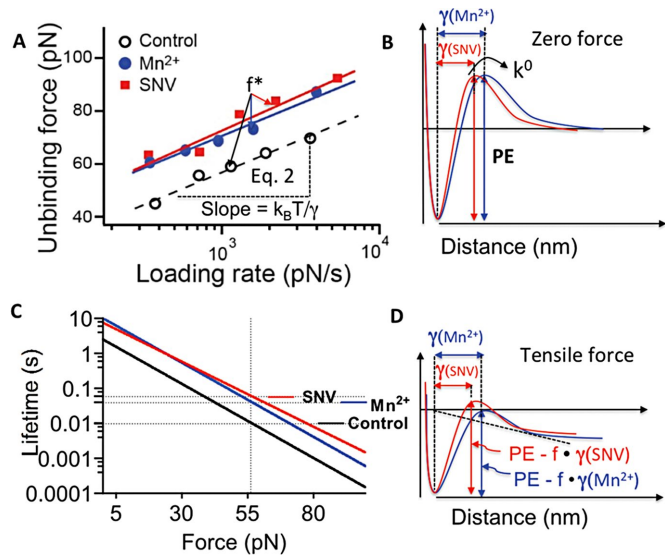 A
Unbinding force (pN)
100
80
60
40
Control
Mn²⁺
SNV
f*
Eq. 2
Slope = k_BT/γ
10³
10⁴
Loading rate (pN/s)
B
γ(Mn²⁺)
γ(SNV)
Zero force
k⁰
PE
Distance (nm)
C
Lifetime (s)
10
1
0.1
0.01
0.001
0.0001
SNV
Mn²⁺
Control
5
30
55
80
Force (pN)
D
γ(Mn²⁺)
γ(SNV)
Tensile force
PE - f • γ(SNV)
PE - f • γ(Mn²⁺)
Distance (nm)